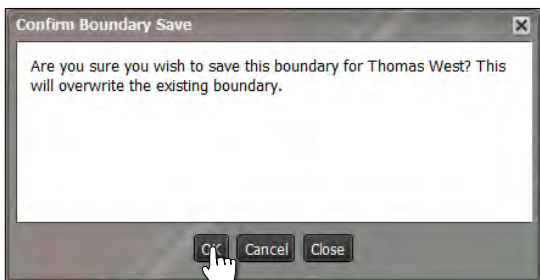 Confirm Boundary Save
Are you sure you wish to save this boundary for Thomas West? This
will overwrite the existing boundary.
OK Cancel Close